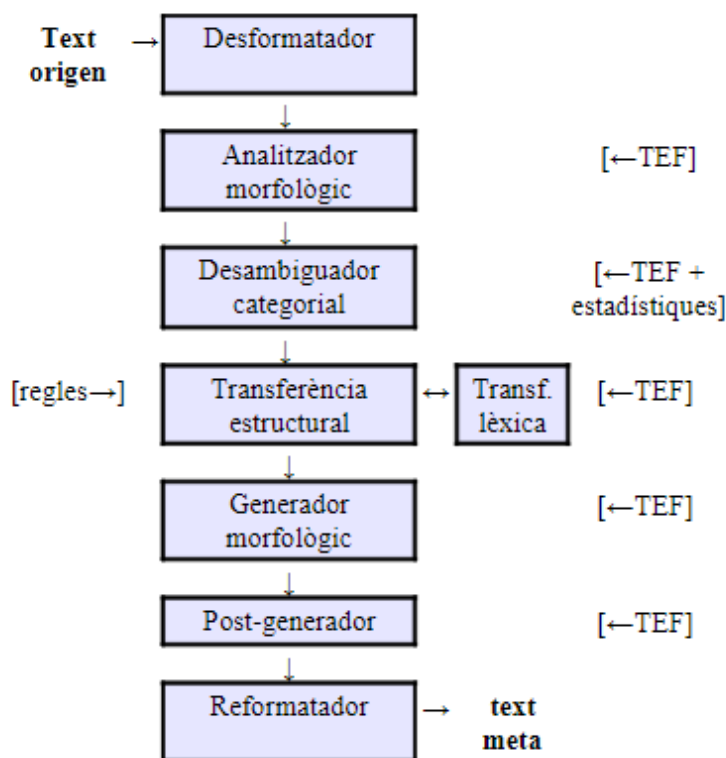 Text → Desformatador
origen
↓
Analitzador [←TEF]
morfològic
↓
Desambiguador [←TEF +
categorial estadístiques]
↓
[regles→] Transferència ↔ Transf. [←TEF]
estructural lèxica
↓
Generador [←TEF]
morfològic
↓
Post-generador [←TEF]
↓
Reformatador → text
meta